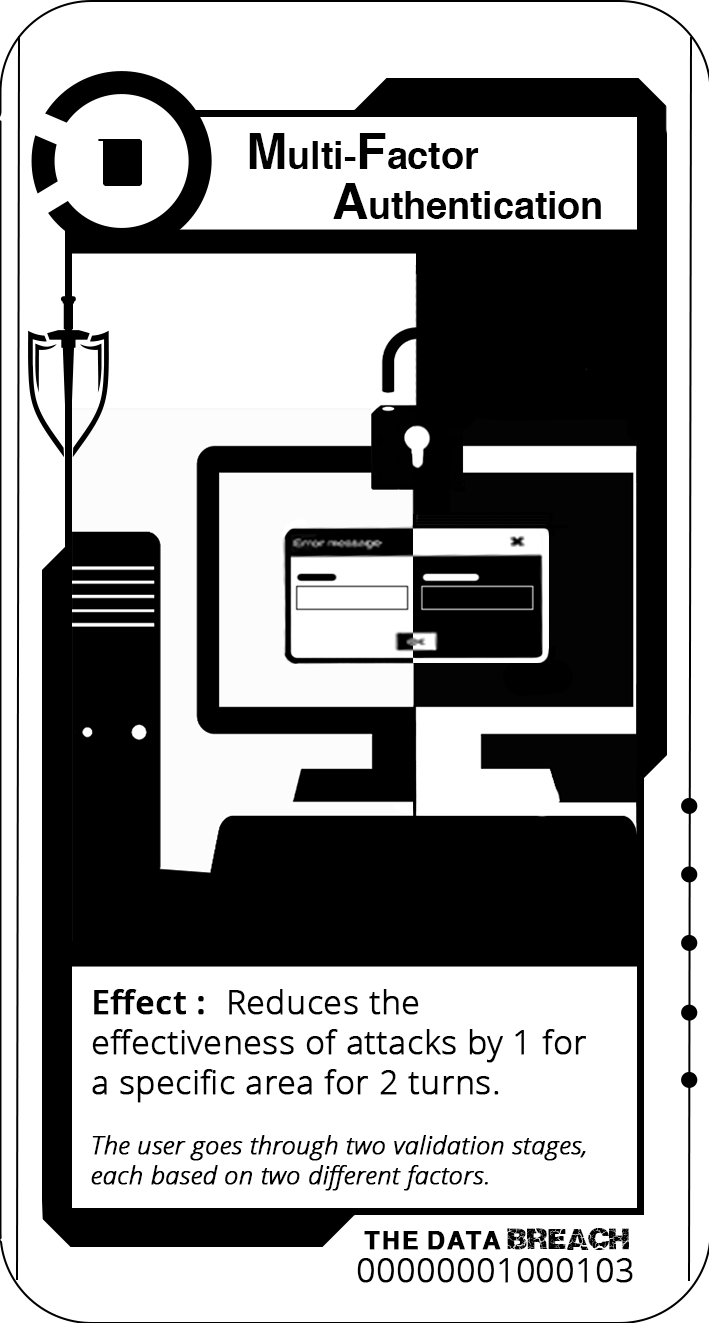 Multi-Factor
Authentication
Error message
OK
Effect : Reduces the
effectiveness of attacks by 1 for
a specific area for 2 turns.
The user goes through two validation stages,
each based on two different factors.
THE DATA BREACH
00000001000103